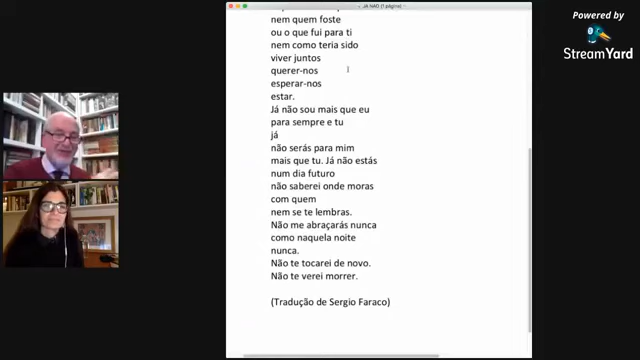 JÁ NÃO (1 página)
nem quem foste
ou o que fui para ti
nem como teria sido
viver juntos
querer-nos
esperar-nos
estar.
Já não sou mais que eu
para sempre e tu
já
não serás para mim
mais que tu. Já não estás
num dia futuro
não saberei onde moras
com quem
nem se te lembras.
Não me abraçarás nunca
como naquela noite
nunca.
Não te tocarei de novo.
Não te verei morrer.
(Tradução de Sergio Faraco)
Powered by
StreamYard